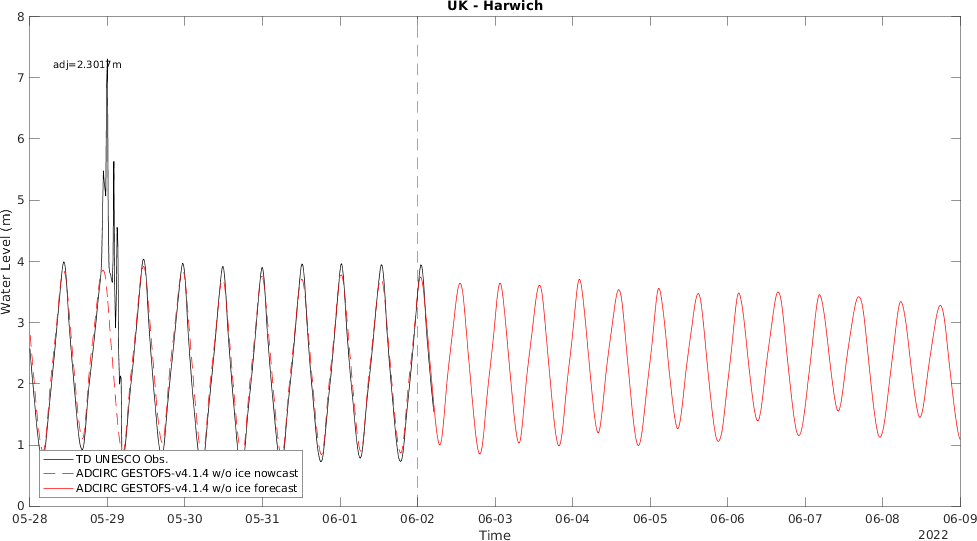 UK - Harwich
8
adj=2.3017m
7
6
5
4
3
2
1
0
Water Level (m)
TD UNESCO Obs.
ADCIRC GESTOFS-v4.1.4 w/o ice nowcast
ADCIRC GESTOFS-v4.1.4 w/o ice forecast
05-28 05-29 05-30 05-31 06-01 06-02 06-03 06-04 06-05 06-06 06-07 06-08 06-09
Time
2022